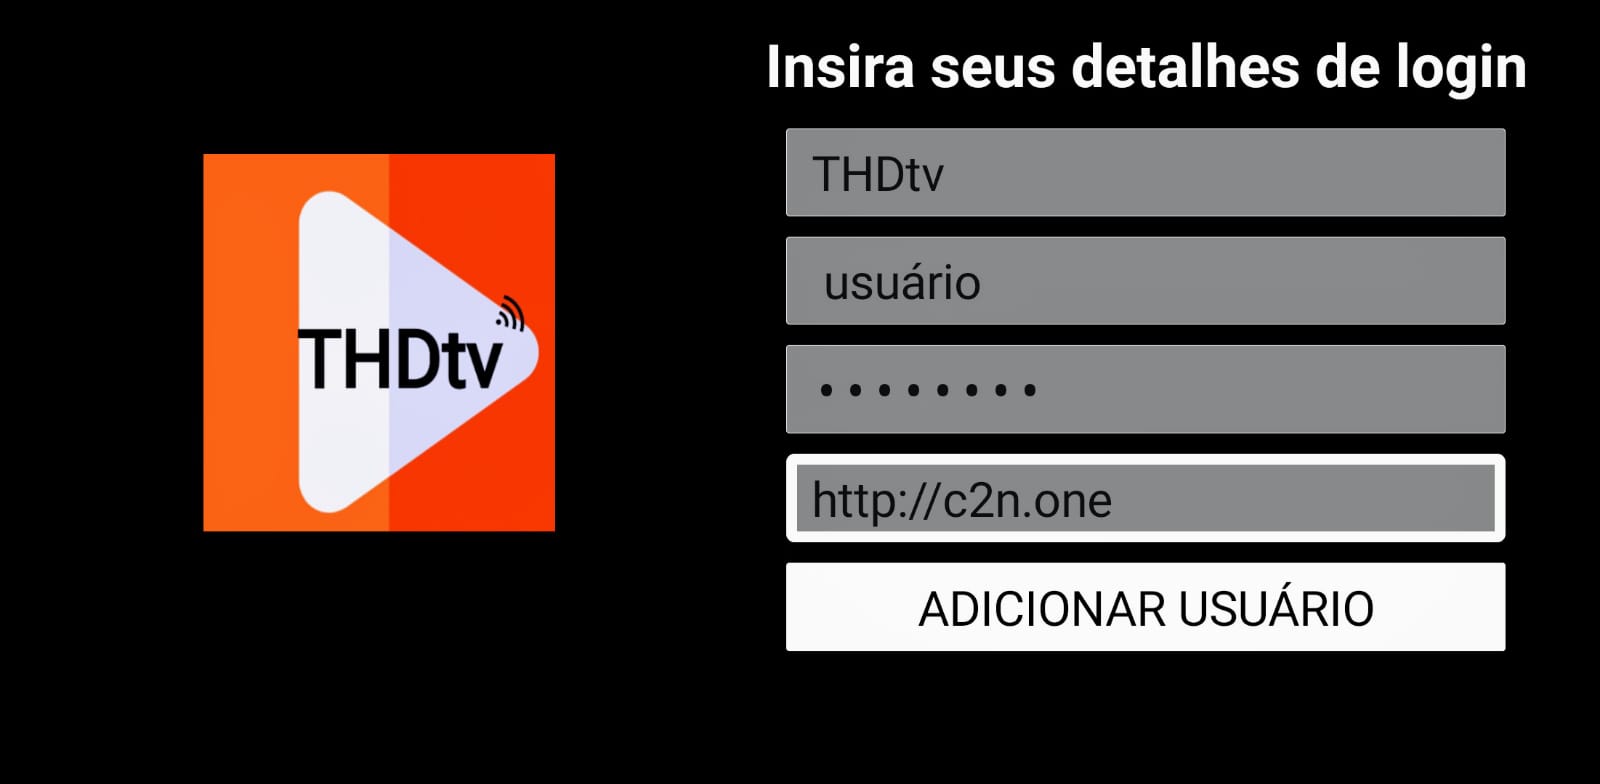 Insira seus detalhes de login
THDtv
usuário
••••••••
THDtv
http://c2n.one
ADICIONAR USUÁRIO